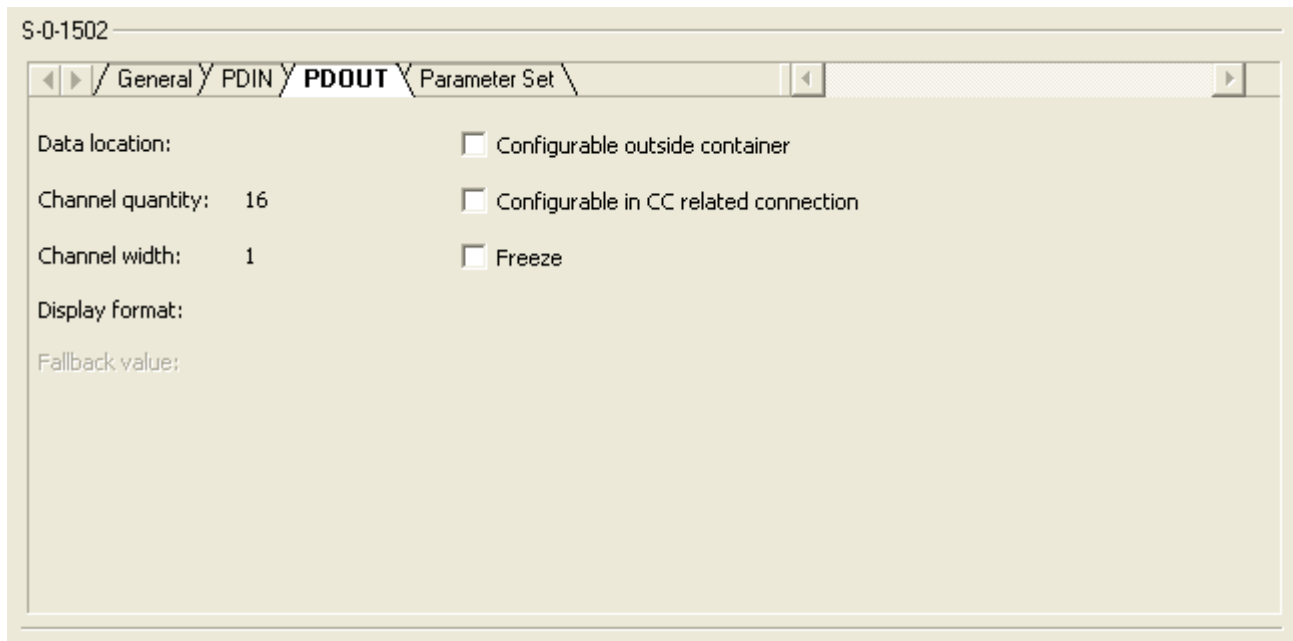 S-0-1502
General PDIN PDOUT Parameter Set
Data location: Configurable outside container
Channel quantity: 16 Configurable in CC related connection
Channel width: 1 Freeze
Display format:
Fallback value: